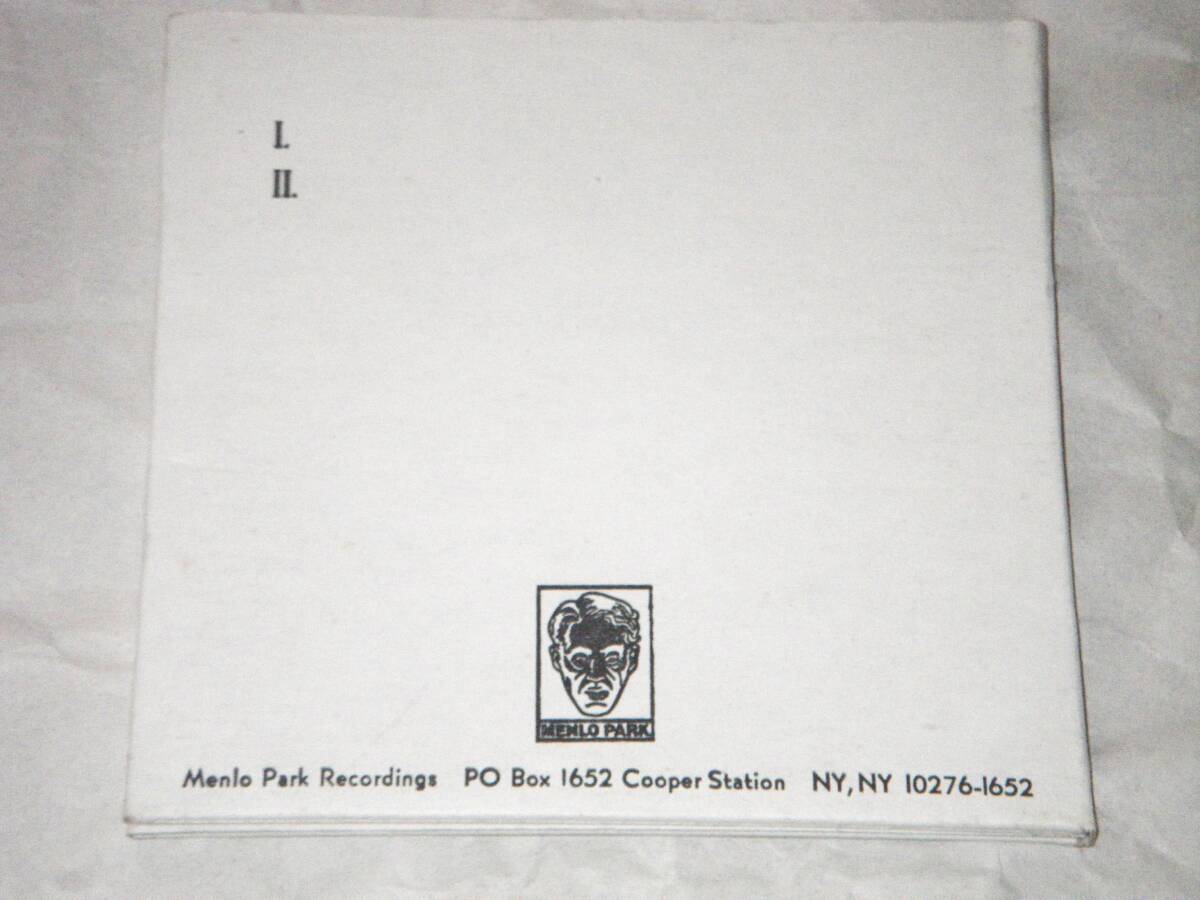 I.
II.
MENLO PARK
Menlo Park Recordings PO Box 1652 Cooper Station NY, NY 10276-1652